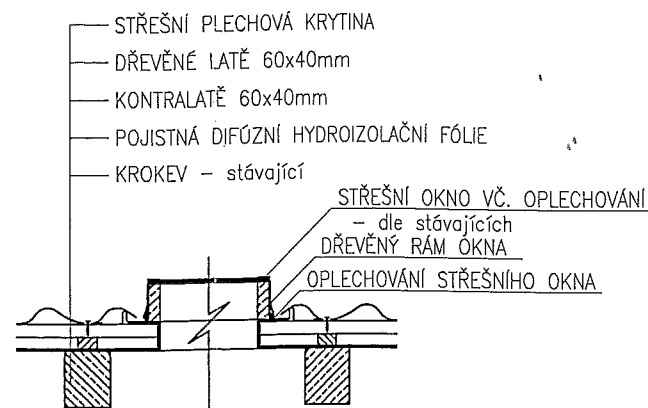 STŘEŠNÍ PLECHOVÁ KRYTINA
DŘEVĚNÉ LATĚ 60x40mm
KONTRALATĚ 60x40mm
POJISTNÁ DIFÚZNÍ HYDROIZOLAČNÍ FÓLIE
KROKEV – stávající
STŘEŠNÍ OKNO VČ. OPLECHOVÁNÍ
– dle stávajících
DŘEVĚNÝ RÁM OKNA
OPLECHOVÁNÍ STŘEŠNÍHO OKNA